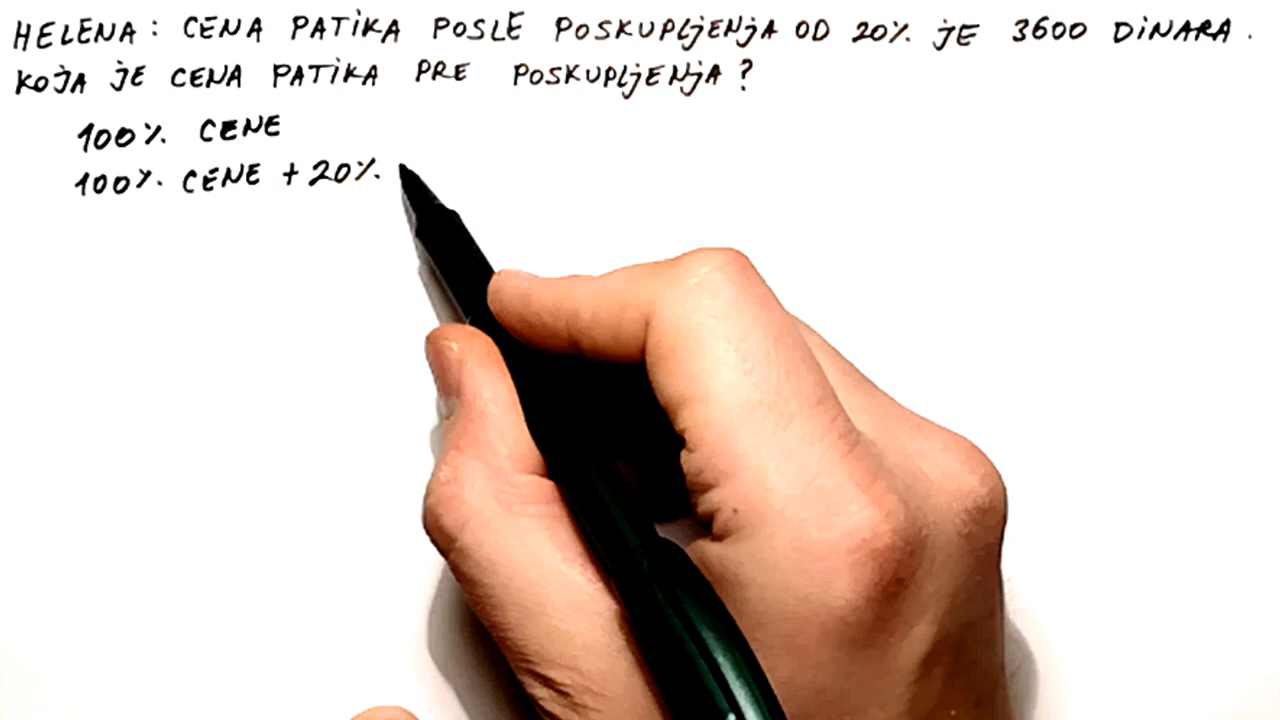 HELENA: CENA PATIKA POSLE POSKUPLJENJA OD 20% JE 3600 DINARA.
KOJA JE CENA PATIKA PRE POSKUPLJENJA?
100% CENE
100% CENE + 20%